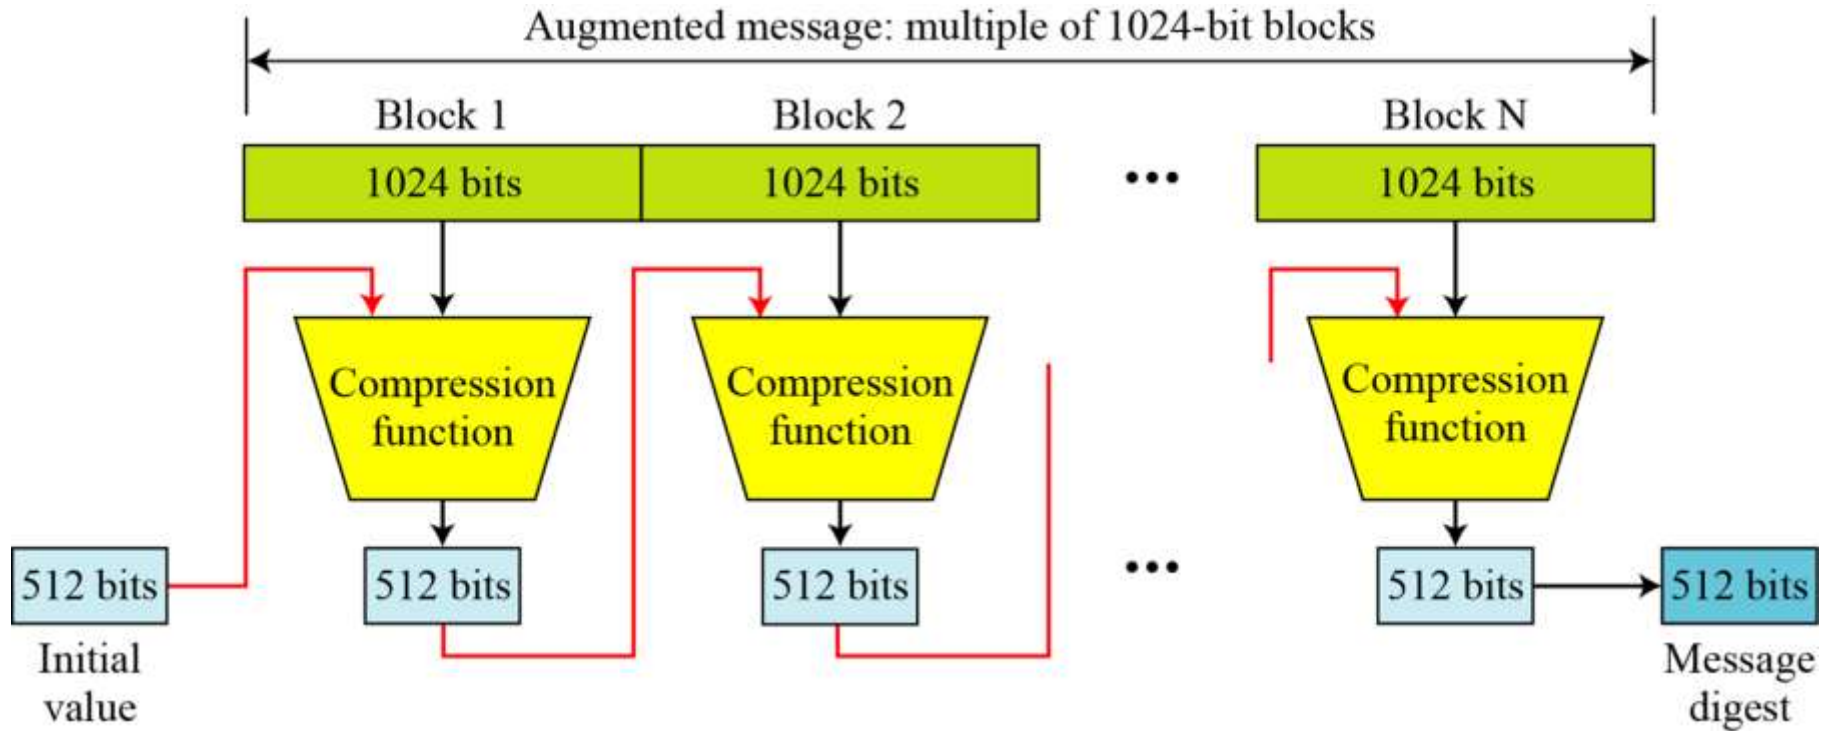 Augmented message: multiple of 1024-bit blocks
Block 1
Block 2
Block N
1024 bits
1024 bits
•••
1024 bits
Compression
function
Compression
function
Compression
function
512 bits
512 bits
512 bits
•••
512 bits
512 bits
Initial
value
Message
digest